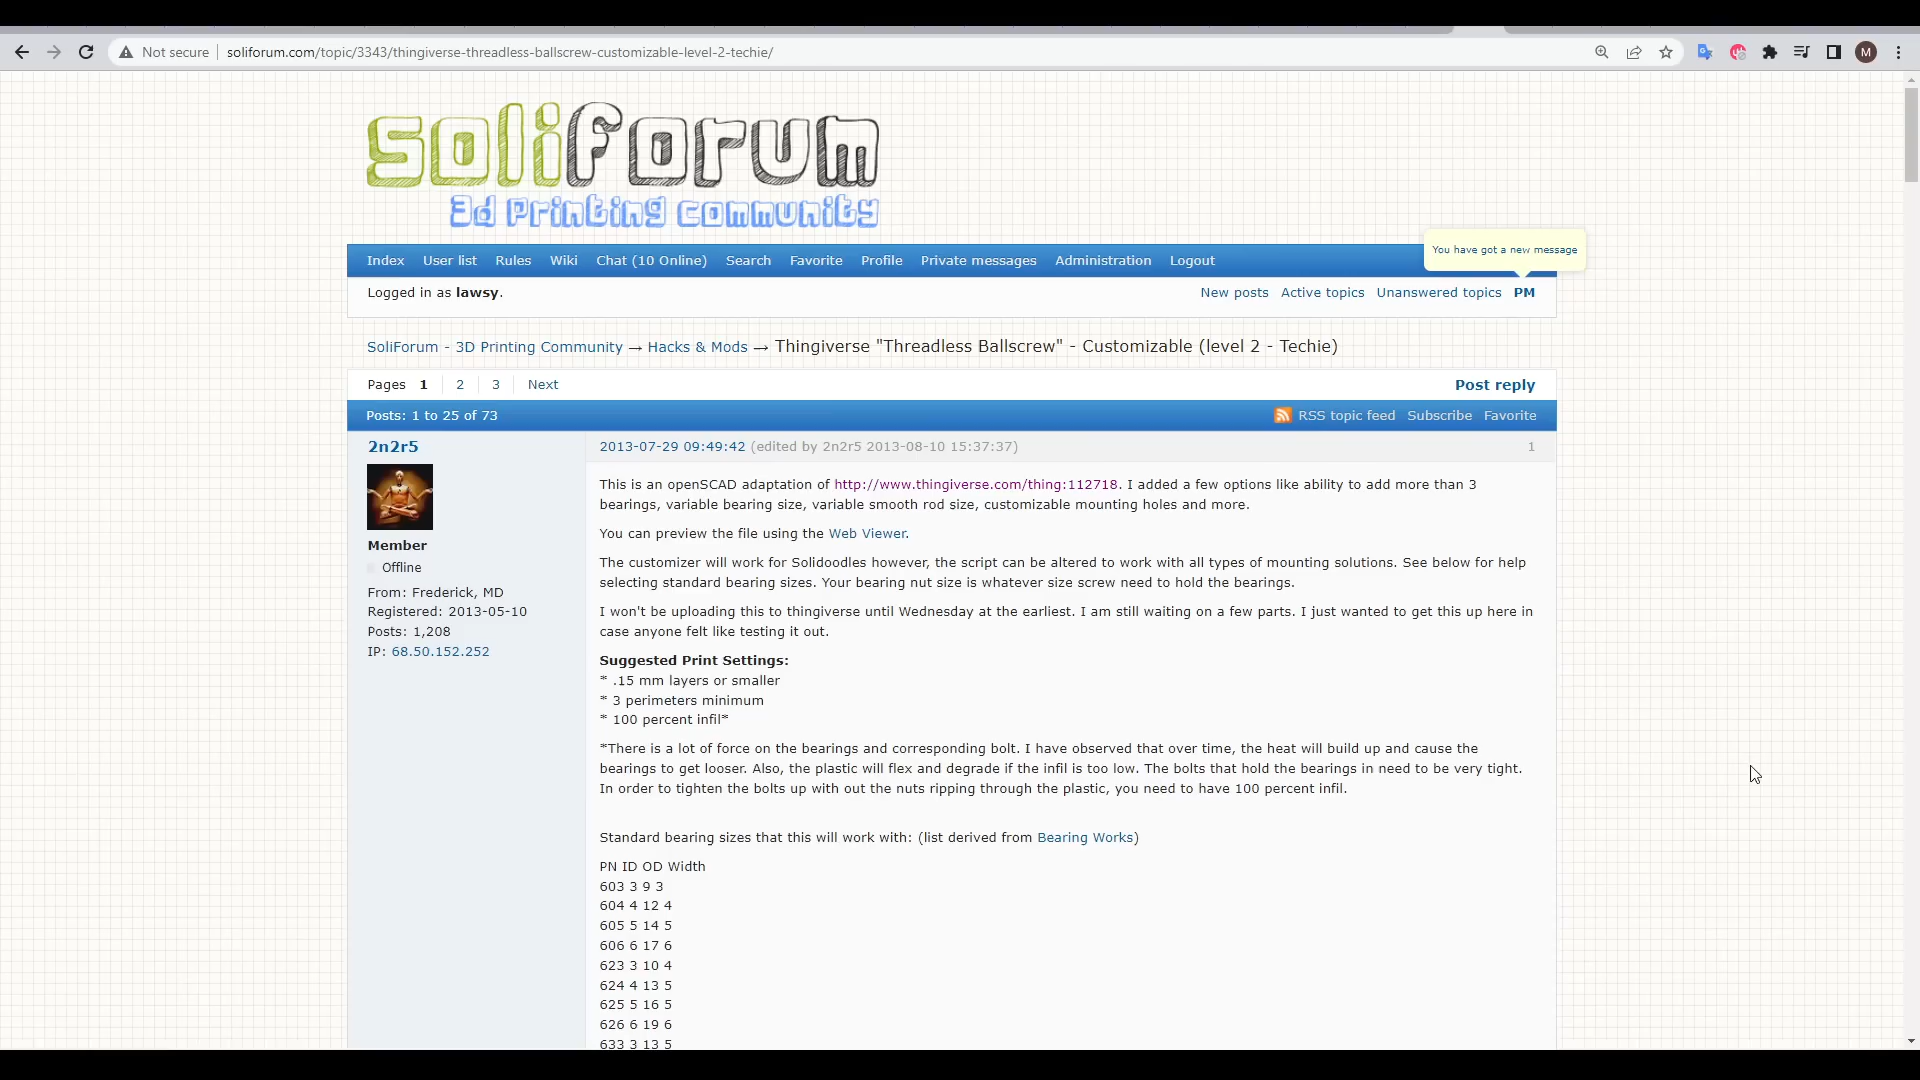 Not secure
soliforum.com/topic/3343/thingiverse-threadless-ballscrew-customizable-level-2-techie/
M
soliforum
3d Printing Community
You have got a new message
Index User list Rules Wiki Chat (10 Online) Search Favorite Profile Private messages Administration Logout
Logged in as lawsy.
New posts Active topics Unanswered topics PM
SoliForum - 3D Printing Community → Hacks & Mods → Thingiverse "Threadless Ballscrew" - Customizable (level 2 - Techie)
Pages 1 2 3 Next
Post reply
Posts: 1 to 25 of 73
RSS topic feed Subscribe Favorite
2n2r5
Member
Offline
From: Frederick, MD
Registered: 2013-05-10
Posts: 1,208
IP: 68.50.152.252
2013-07-29 09:49:42 (edited by 2n2r5 2013-08-10 15:37:37)
1
This is an openSCAD adaptation of http://www.thingiverse.com/thing:112718. I added a few options like ability to add more than 3
bearings, variable bearing size, variable smooth rod size, customizable mounting holes and more.
You can preview the file using the Web Viewer.
The customizer will work for Solidoodles however, the script can be altered to work with all types of mounting solutions. See below for help
selecting standard bearing sizes. Your bearing nut size is whatever size screw need to hold the bearings.
I won't be uploading this to thingiverse until Wednesday at the earliest. I am still waiting on a few parts. I just wanted to get this up here in
case anyone felt like testing it out.
Suggested Print Settings:
* .15 mm layers or smaller
* 3 perimeters minimum
* 100 percent infil*
*There is a lot of force on the bearings and corresponding bolt. I have observed that over time, the heat will build up and cause the
bearings to get looser. Also, the plastic will flex and degrade if the infil is too low. The bolts that hold the bearings in need to be very tight.
In order to tighten the bolts up with out the nuts ripping through the plastic, you need to have 100 percent infil.
Standard bearing sizes that this will work with: (list derived from Bearing Works)
PN ID OD Width
603 3 9 3
604 4 12 4
605 5 14 5
606 6 17 6
623 3 10 4
624 4 13 5
625 5 16 5
626 6 19 6
633 3 13 5